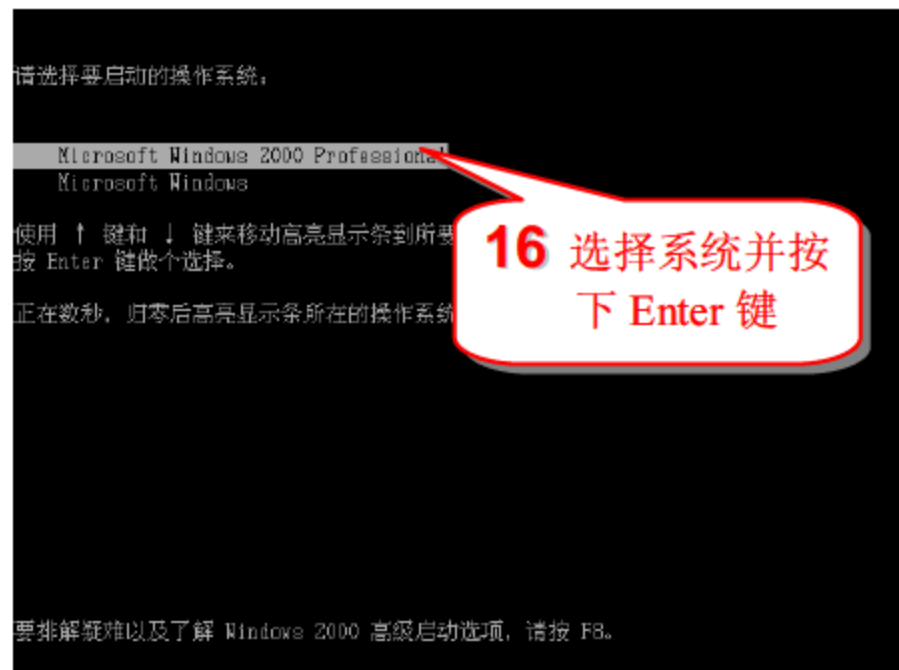 请选择要启动的操作系统:
Microsoft Windows 2000 Professional
Microsoft Windows
使用 ↑ 键和 ↓ 键来移动高亮显示条到所要
按 Enter 键做个选择。
正在数秒，归零后高亮显示条所在的操作系统
16 选择系统并按
下 Enter 键
要排解疑难以及了解 Windows 2000 高级启动选项，请按 F8。